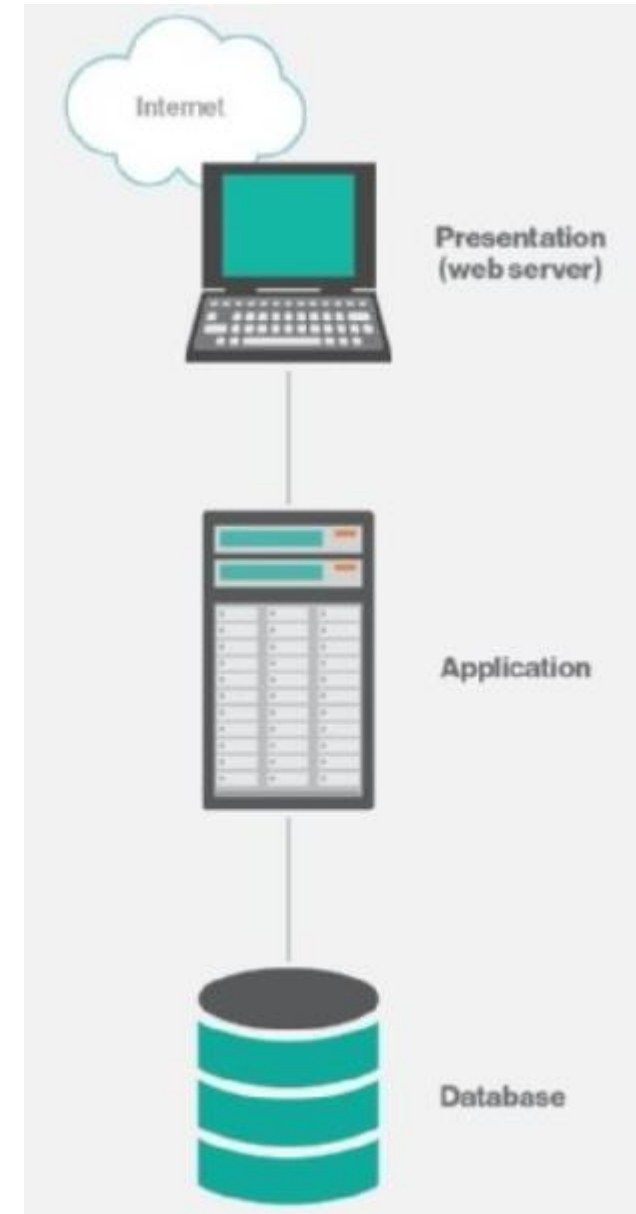 Internet
Presentation
(web server)
Application
Database